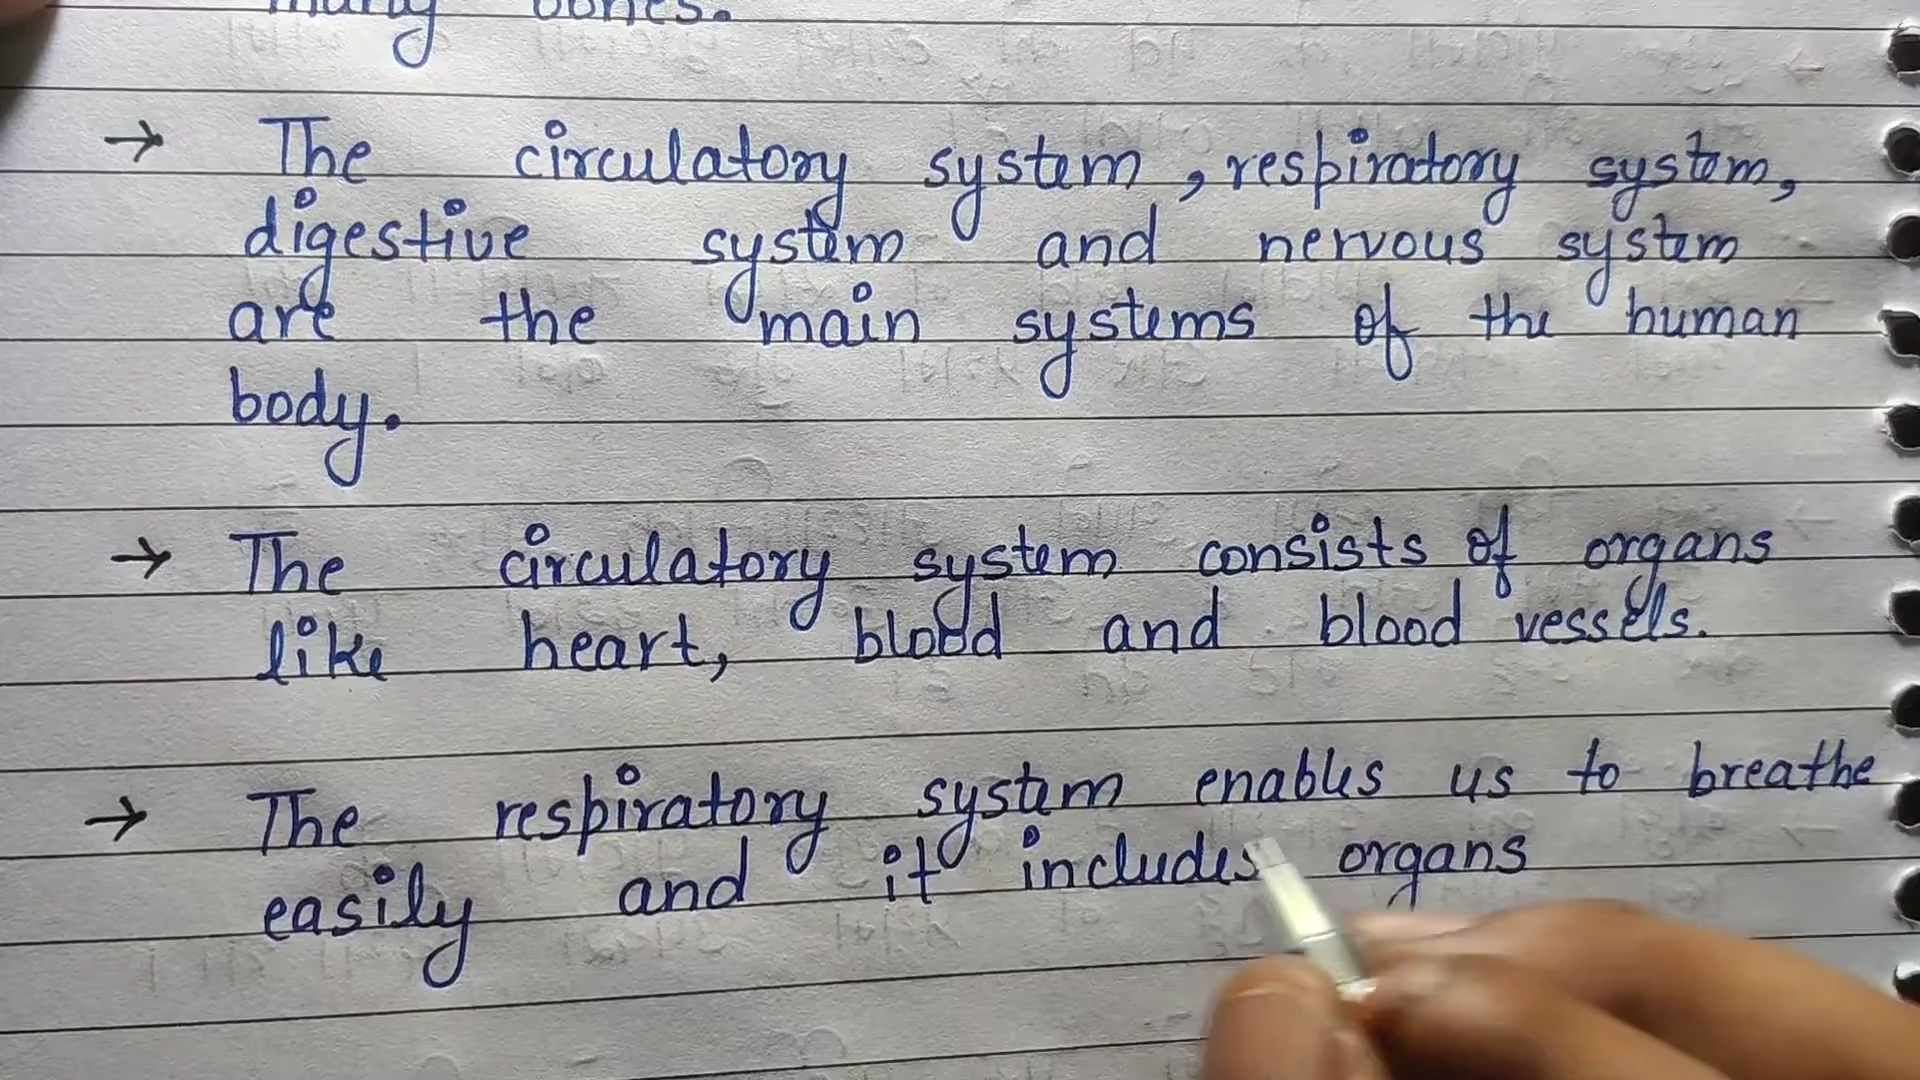 many bones.
→ The circulatory system, respiratory system,
digestive system and nervous system
are the main systems of the human
body.
→ The circulatory system consists of organs
like heart, blood and blood vessels.
→ The respiratory system enables us to breathe
easily and it includes organs